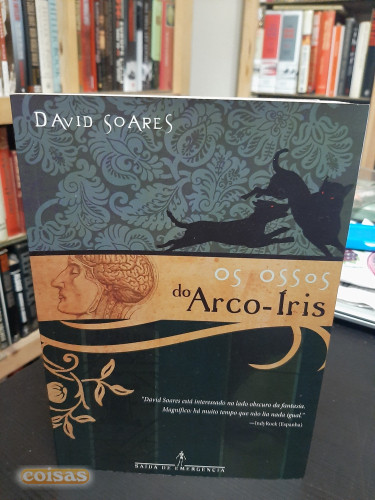 DAVID SOARES
OS OSSOS
do ARCO-ÍRIS
"David Soares está interessado no lado obscuro da fantasia.
Magnífico: há muito tempo que não lia nada igual."
—IndyRock (Espanha)
SAÍDA DE EMERGÊNCIA
coisas